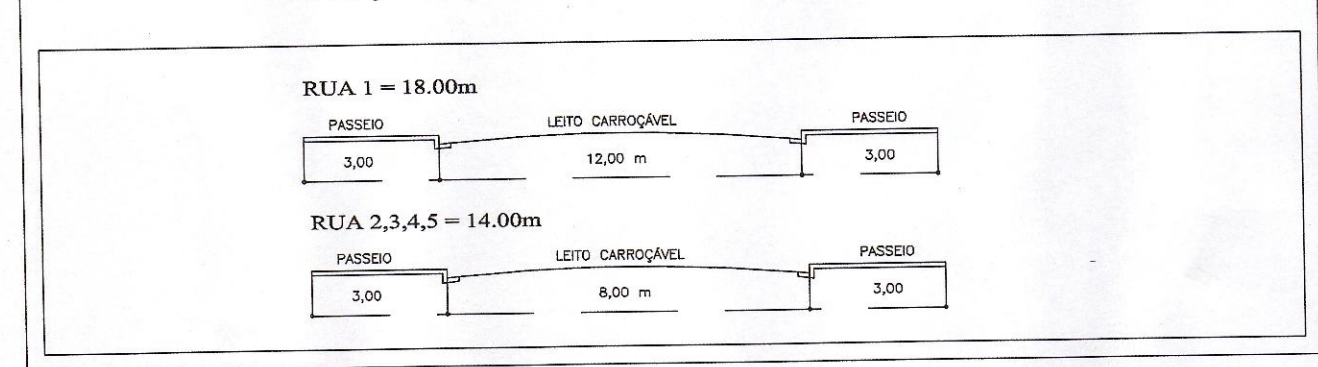 RUA 1 = 18.00m
PASSEIO LEITO CARROÇÁVEL PASSEIO
3,00 12,00 m 3,00
RUA 2,3,4,5 = 14.00m
PASSEIO LEITO CARROÇÁVEL PASSEIO
3,00 8,00 m 3,00